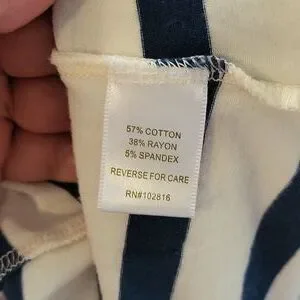 57% COTTON
38% RAYON
5% SPANDEX
REVERSE FOR CARE
RN#102816